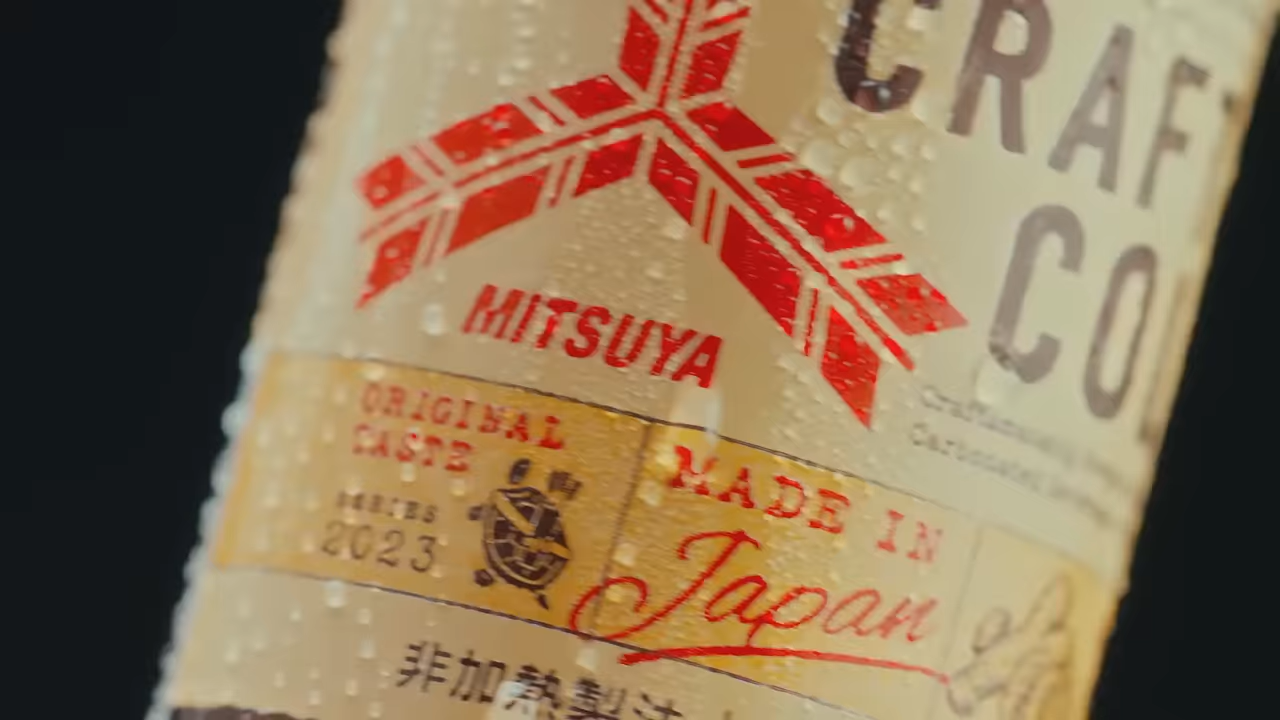 CRAF
CO
MITSUYA
ORIGINAL
TASTE
SERIES
2023
MADE IN
Japan
非加熱製法